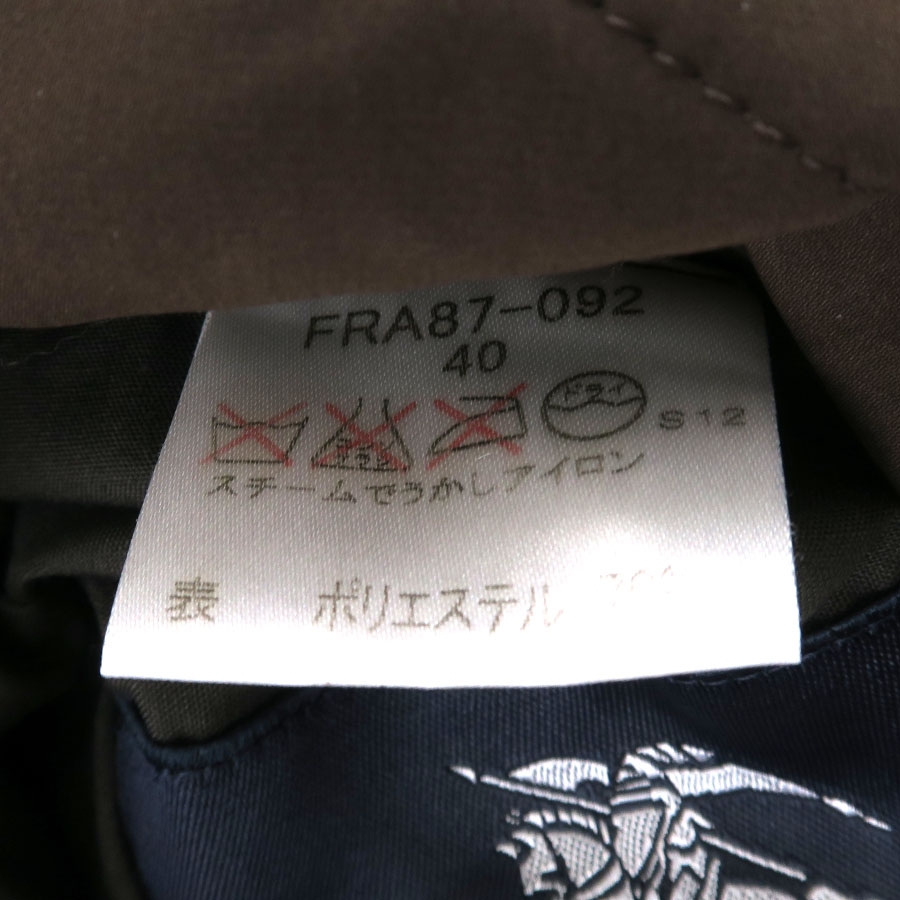 FRA87-092
40
ドライ S12
スチームでうかしアイロン
表 ポリエステル